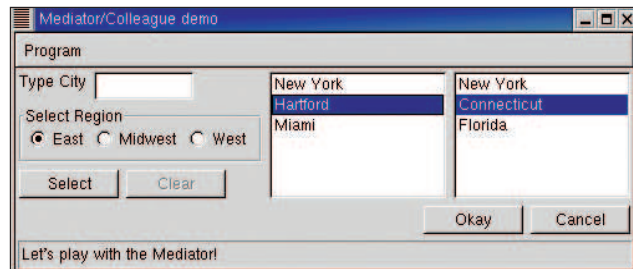 Mediator/Colleague demo
Program
Type City
Select Region
East Midwest West
Select Clear
New York
Hartford
Miami
New York
Connecticut
Florida
Okay Cancel
Let's play with the Mediator!